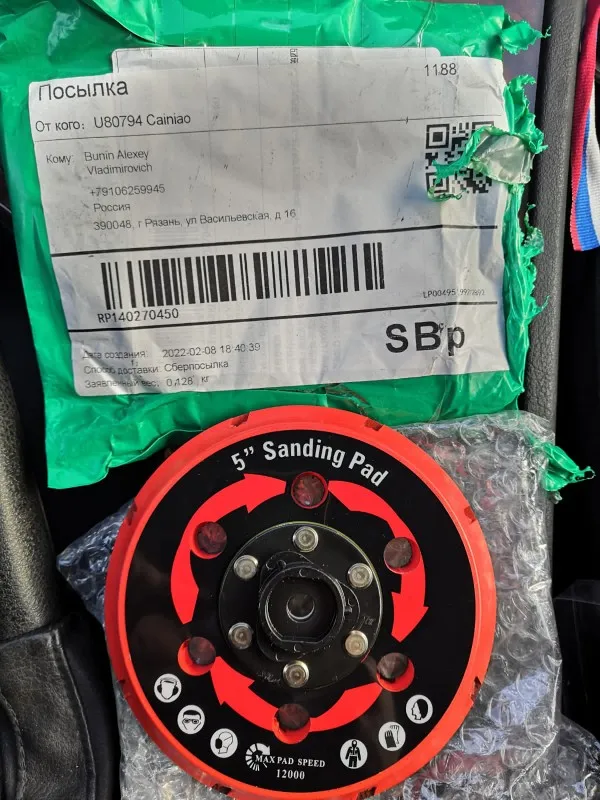 Посылка
1188
От кого: U80794 Cainiao
Кому: Bunin Alexey
Vladimirovich
+79106259945
Россия
390048, г Рязань, ул Васильевская, д 16
RP140270450
SBp
Дата создания: 2022-02-08 18:40:39
Способ доставки: Сберпосылка
Заявленный вес: 0,128 кг
5” Sanding Pad
MAX PAD SPEED
12000